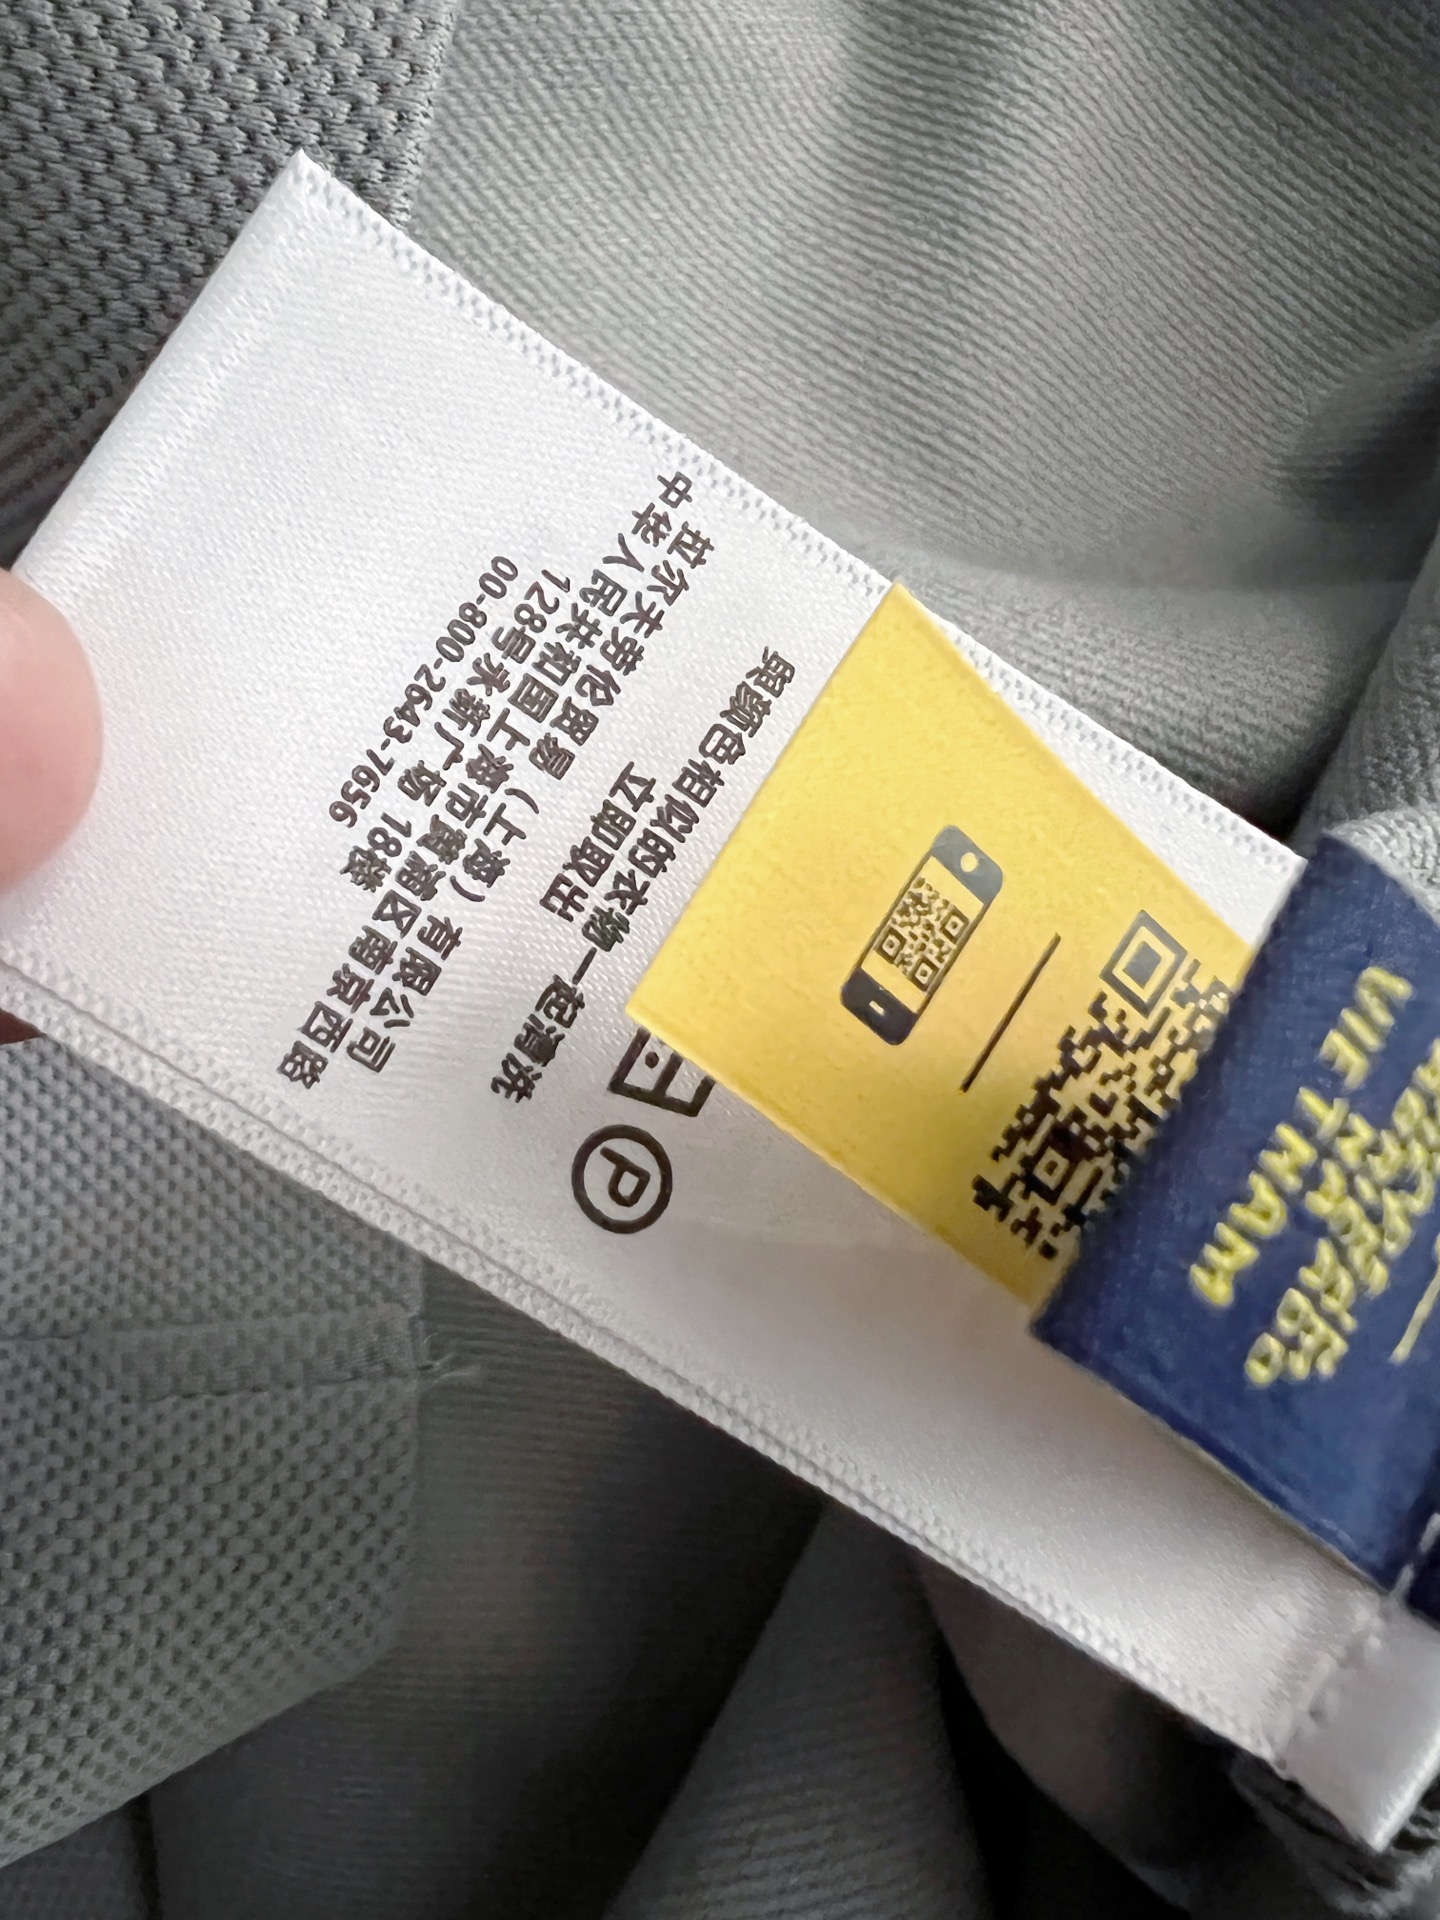 與颜色相似的衣物一起清洗
立即取出
拉尔夫劳伦贸易（上海）有限公司
中华人民共和国上海市黄浦区南京西路
128号永新广场 18楼
00-800-2643-7656
P
VIE TNAM